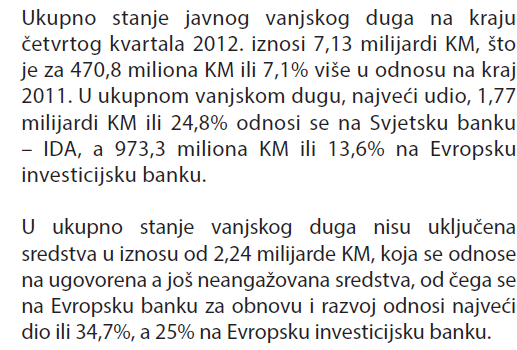 Ukupno stanje javnog vanjskog duga na kraju
četvrtog kvartala 2012. iznosi 7,13 milijardi KM, što
je za 470,8 miliona KM ili 7,1% više u odnosu na kraj
2011. U ukupnom vanjskom dugu, najveći udio, 1,77
milijardi KM ili 24,8% odnosi se na Svjetsku banku
– IDA, a 973,3 miliona KM ili 13,6% na Evropsku
investicijsku banku.
U ukupno stanje vanjskog duga nisu uključena
sredstva u iznosu od 2,24 milijarde KM, koja se odnose
na ugovorena a još neangažovana sredstva, od čega se
na Evropsku banku za obnovu i razvoj odnosi najveći
dio ili 34,7%, a 25% na Evropsku investicijsku banku.